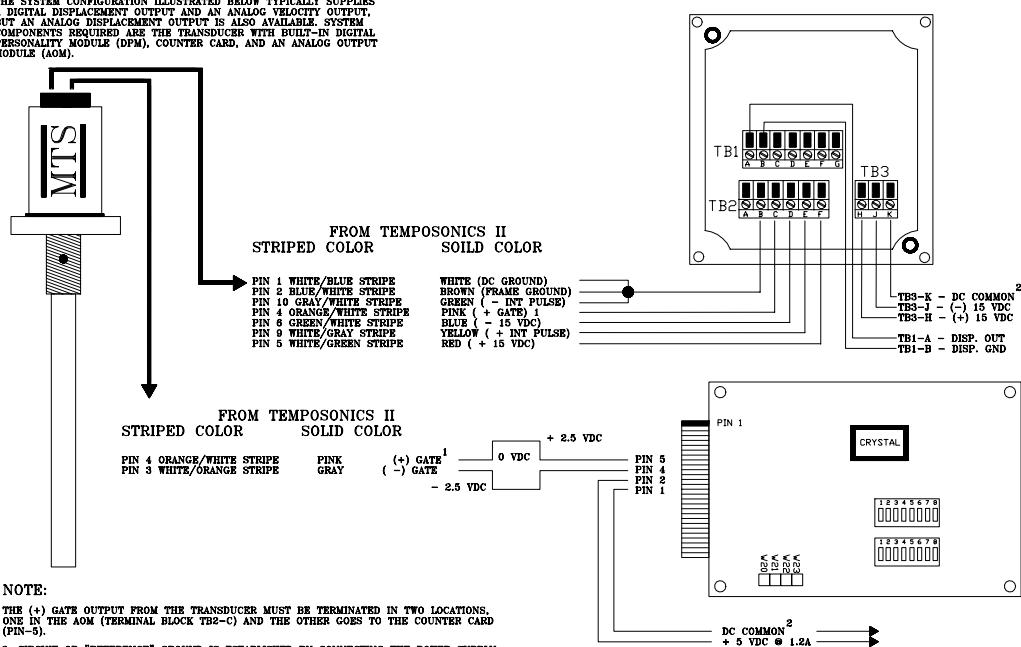 THE SYSTEM CONFIGURATION ILLUSTRATED BELOW TYPICALLY SUPPLIES
DIGITAL DISPLACEMENT OUTPUT AND AN ANALOG VELOCITY OUTPUT,
BUT AN ANALOG DISPLACEMENT OUTPUT IS ALSO AVAILABLE. SYSTEM
COMPONENTS REQUIRED ARE THE TRANSDUCER WITH BUILT-IN DIGITAL
PERSONALITY MODULE (DPM), COUNTER CARD, AND AN ANALOG OUTPUT
MODULE (AOM).
MTS
TB1
A B C D E F G
TB3
TB2
A B C D E F
H J K
FROM TEMPOSONICS II
STRIPED COLOR SOILD COLOR
PIN 1 WHITE/BLUE STRIPE WHITE (DC GROUND)
PIN 2 BLUE/WHITE STRIPE BROWN (FRAME GROUND)
PIN 10 GRAY/WHITE STRIPE GREEN ( - INT PULSE)
PIN 4 ORANGE/WHITE STRIPE PINK ( + GATE) 1
PIN 6 GREEN/WHITE STRIPE BLUE ( - 15 VDC)
PIN 9 WHITE/GRAY STRIPE YELLOW ( + INT PULSE)
PIN 5 WHITE/GREEN STRIPE RED ( + 15 VDC)
TB3-K - DC COMMON 2
TB3-J - (-) 15 VDC
TB3-H - (+) 15 VDC
TB1-A - DISP. OUT
TB1-B - DISP. GND
FROM TEMPOSONICS II
STRIPED COLOR SOLID COLOR
PIN 4 ORANGE/WHITE STRIPE PINK (+) GATE 1
PIN 3 WHITE/ORANGE STRIPE GRAY ( -) GATE
+ 2.5 VDC
0 VDC
- 2.5 VDC
PIN 5
PIN 4
PIN 2
PIN 1
PIN 1
CRYSTAL
1 2 3 4 5 6 7 8
1 2 3 4 5 6 7 8
W20 W21 W22 W23
DC COMMON 2
+ 5 VDC @ 1.2A
NOTE:
THE (+) GATE OUTPUT FROM THE TRANSDUCER MUST BE TERMINATED IN TWO LOCATIONS,
ONE IN THE AOM (TERMINAL BLOCK TB2-C) AND THE OTHER GOES TO THE COUNTER CARD
(PIN-5).